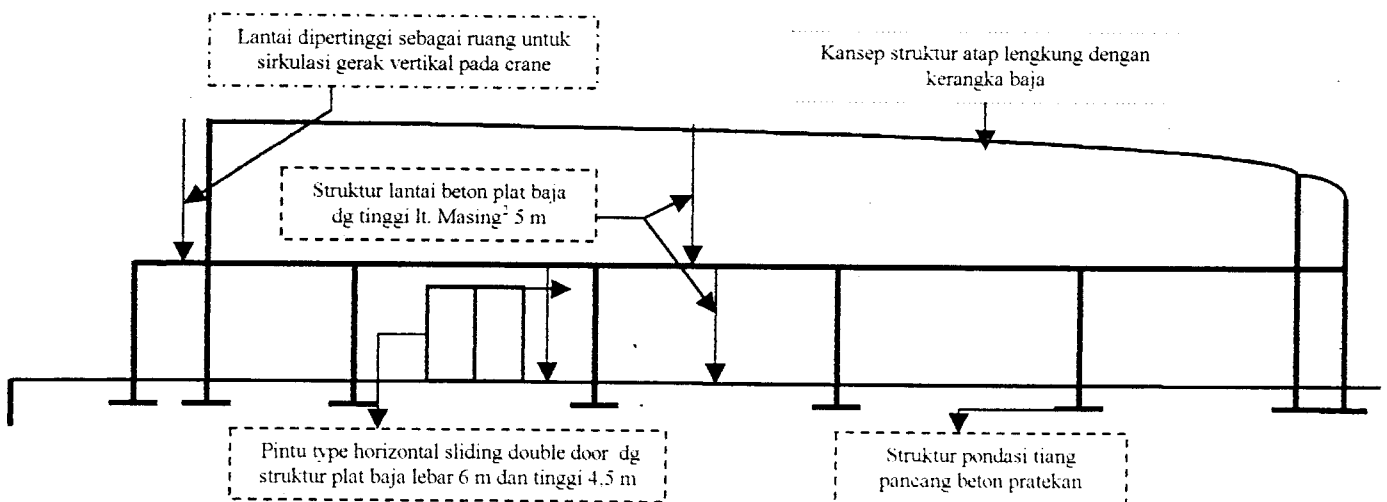 Lantai dipertinggi sebagai ruang untuk
sirkulasi gerak vertikal pada crane
Kansep struktur atap lengkung dengan
kerangka baja
Struktur lantai beton plat baja
dg tinggi lt. Masing² 5 m
Pintu type horizontal sliding double door dg
struktur plat baja lebar 6 m dan tinggi 4.5 m
Struktur pondasi tiang
pancang beton pratekan